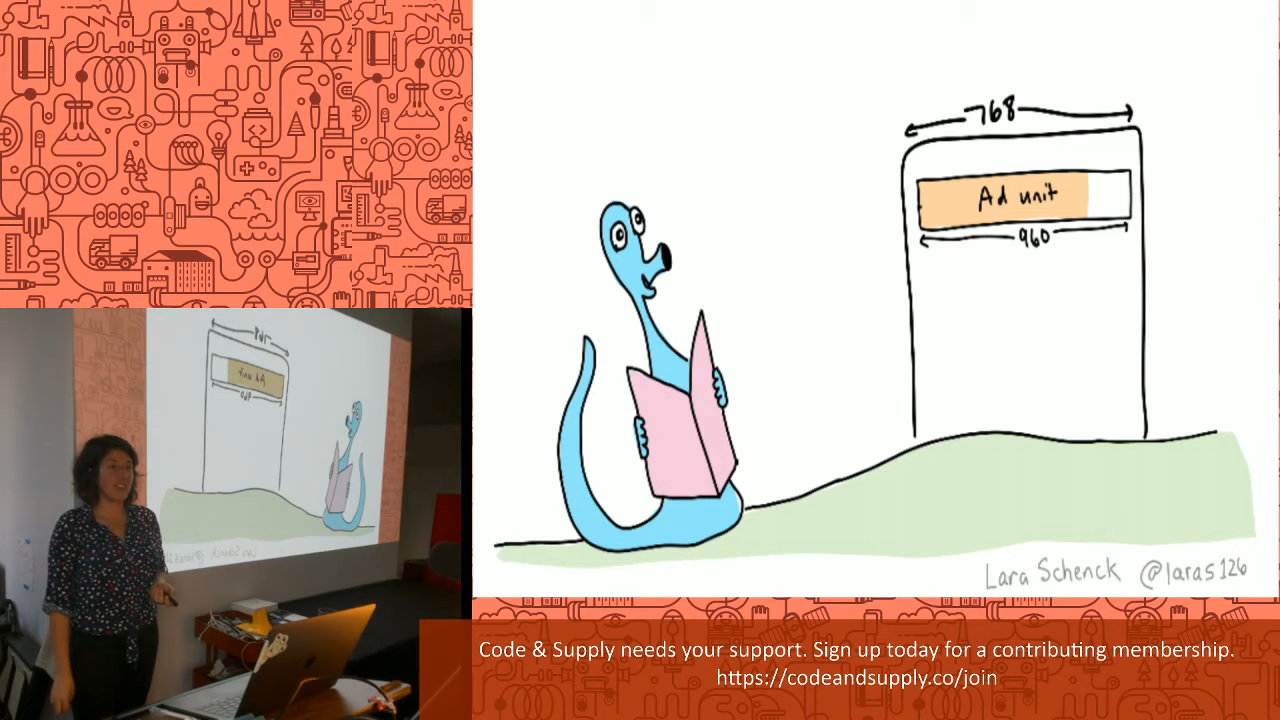 768
Ad unit
960
Lara Schenck @laras126
Code & Supply needs your support. Sign up today for a contributing membership.
https://codeandsupply.co/join